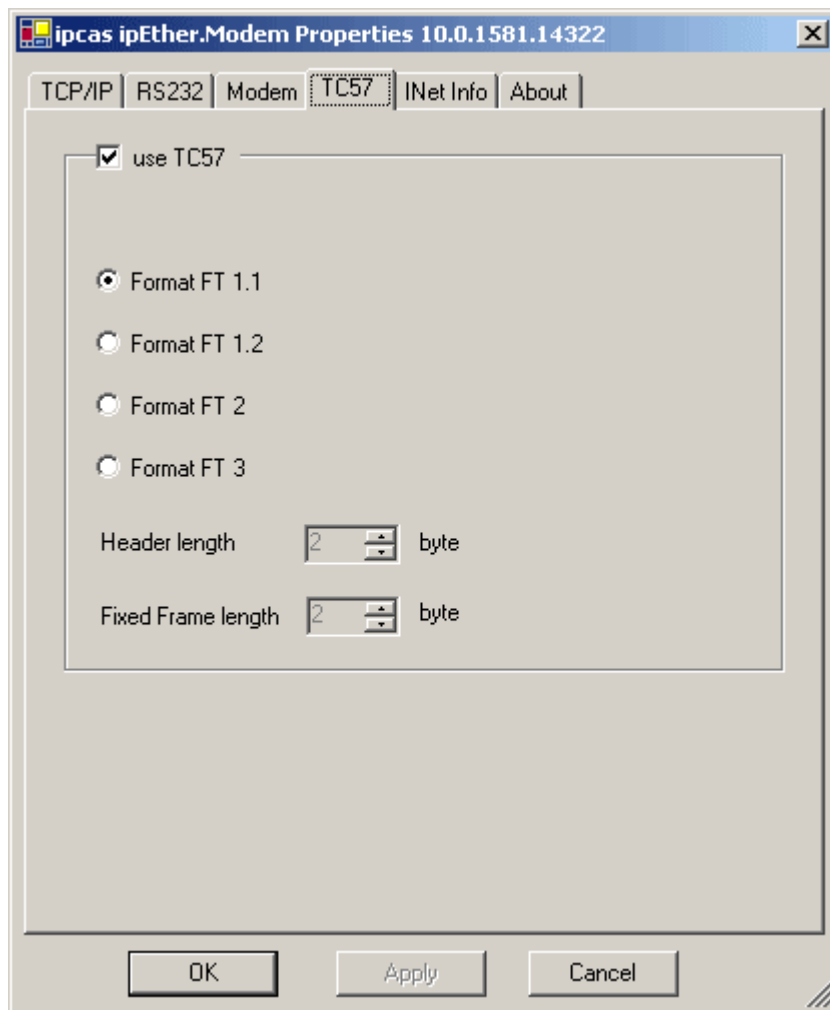 ipcas ipEther.Modem Properties 10.0.1581.14322
TCP/IP RS232 Modem TC57 INet Info About
use TC57
Format FT 1.1
Format FT 1.2
Format FT 2
Format FT 3
Header length 2 byte
Fixed Frame length 2 byte
OK Apply Cancel